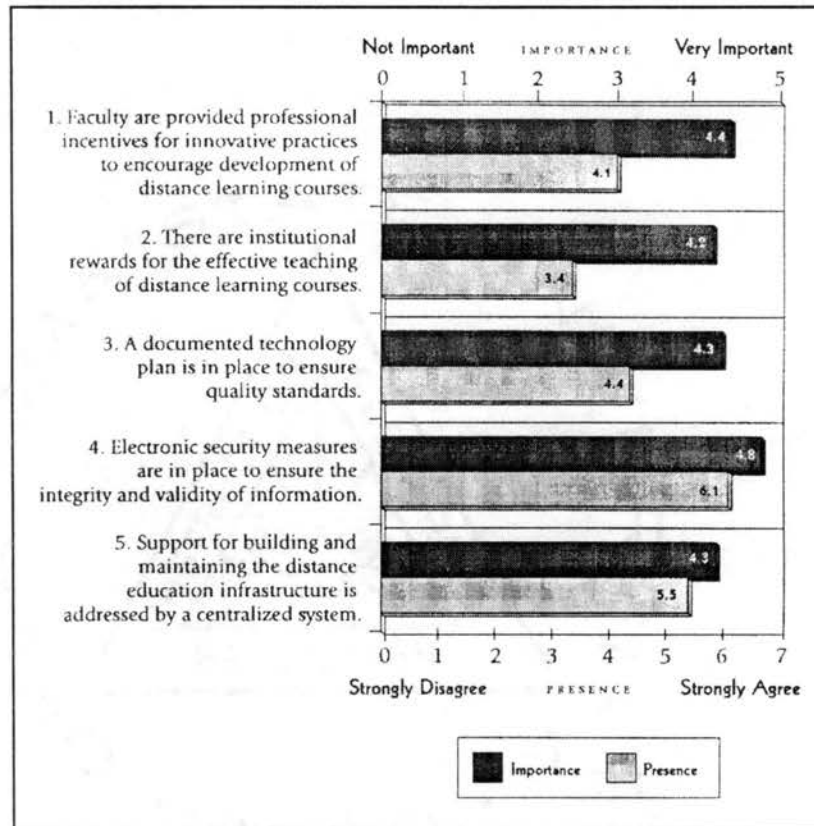 Not Important IMPORTANCE Very Important
0 1 2 3 4 5
1. Faculty are provided professional
incentives for innovative practices
to encourage development of
distance learning courses.
4.4
4.1
2. There are institutional
rewards for the effective teaching
of distance learning courses.
4.2
3.4
3. A documented technology
plan is in place to ensure
quality standards.
4.3
4.4
4. Electronic security measures
are in place to ensure the
integrity and validity of information.
4.8
6.1
5. Support for building and
maintaining the distance
education infrastructure is
addressed by a centralized system.
4.3
5.5
0 1 2 3 4 5 6 7
Strongly Disagree PRESENCE Strongly Agree
Importance Presence